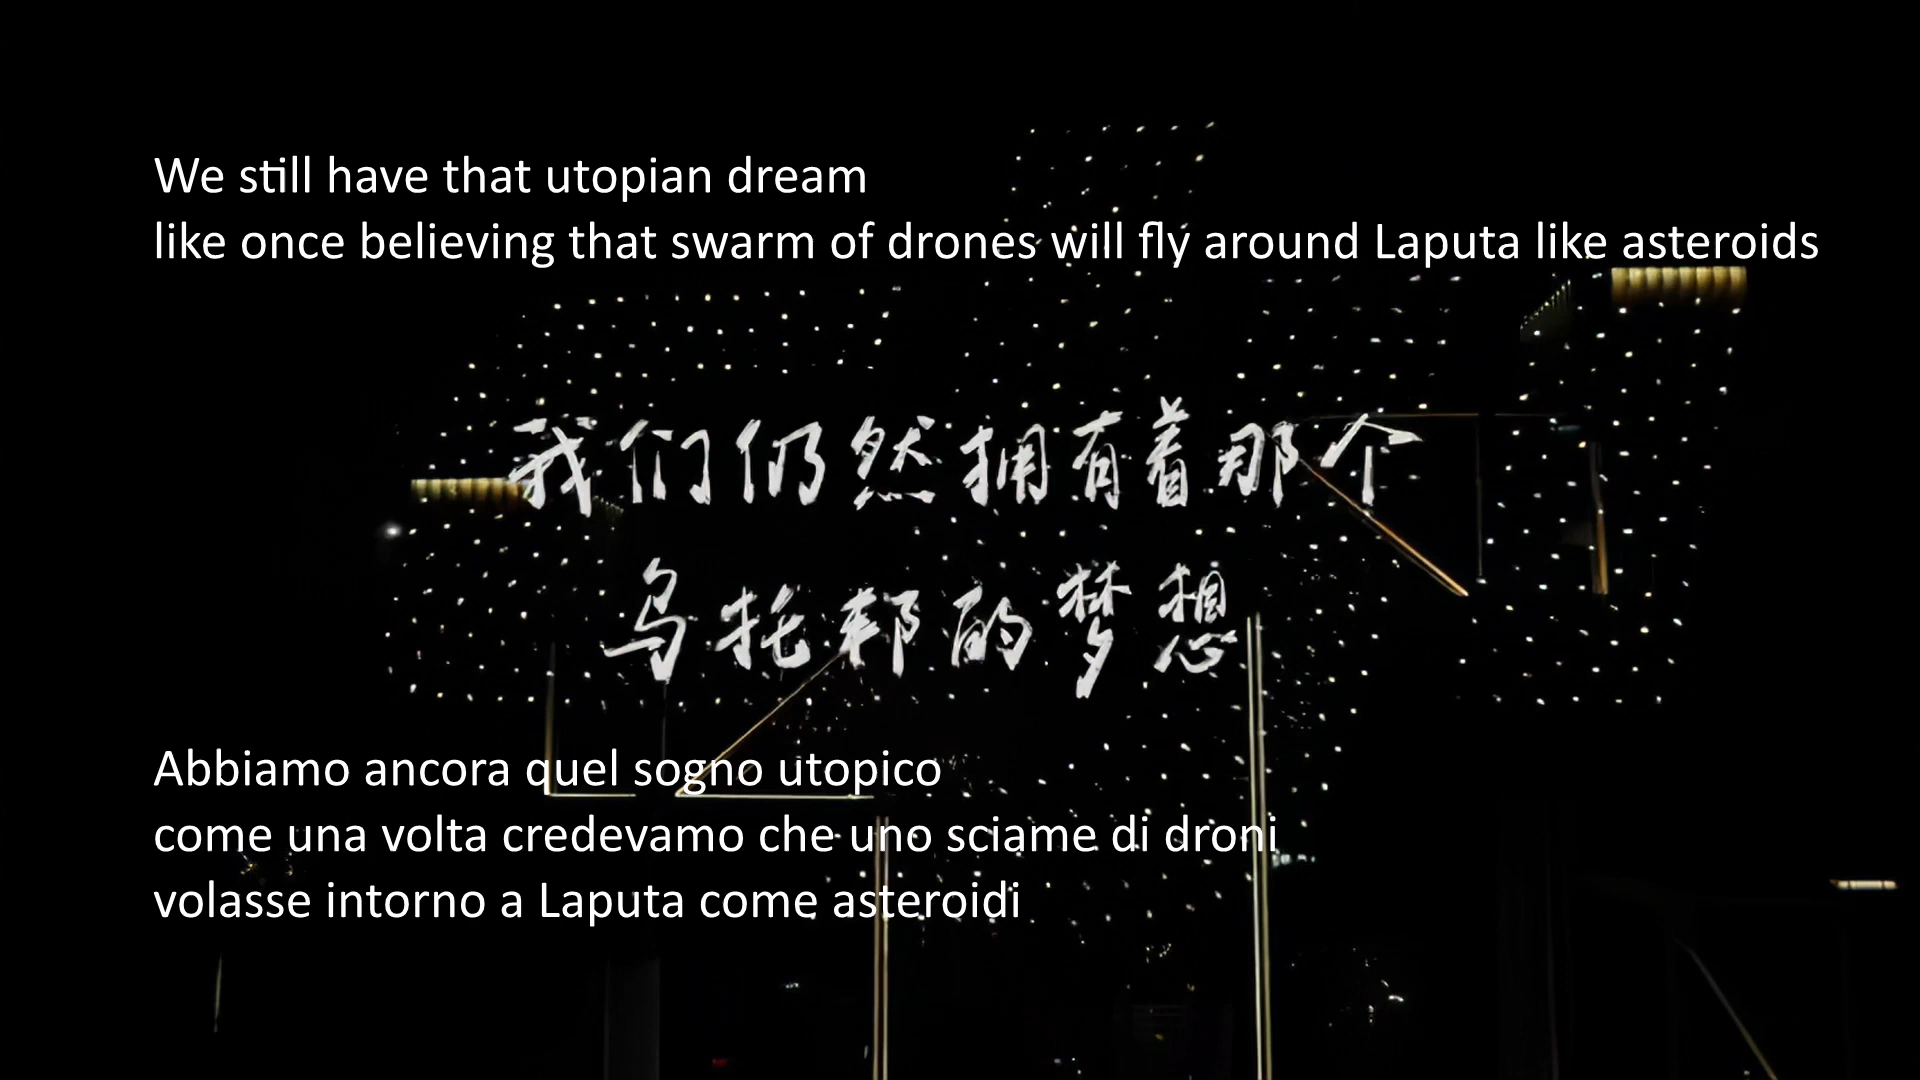 We still have that utopian dream
like once believing that swarm of drones will fly around Laputa like asteroids
我们仍然拥有着那个
乌托邦的梦想
Abbiamo ancora quel sogno utopico
come una volta credevamo che uno sciame di droni
volasse intorno a Laputa come asteroidi